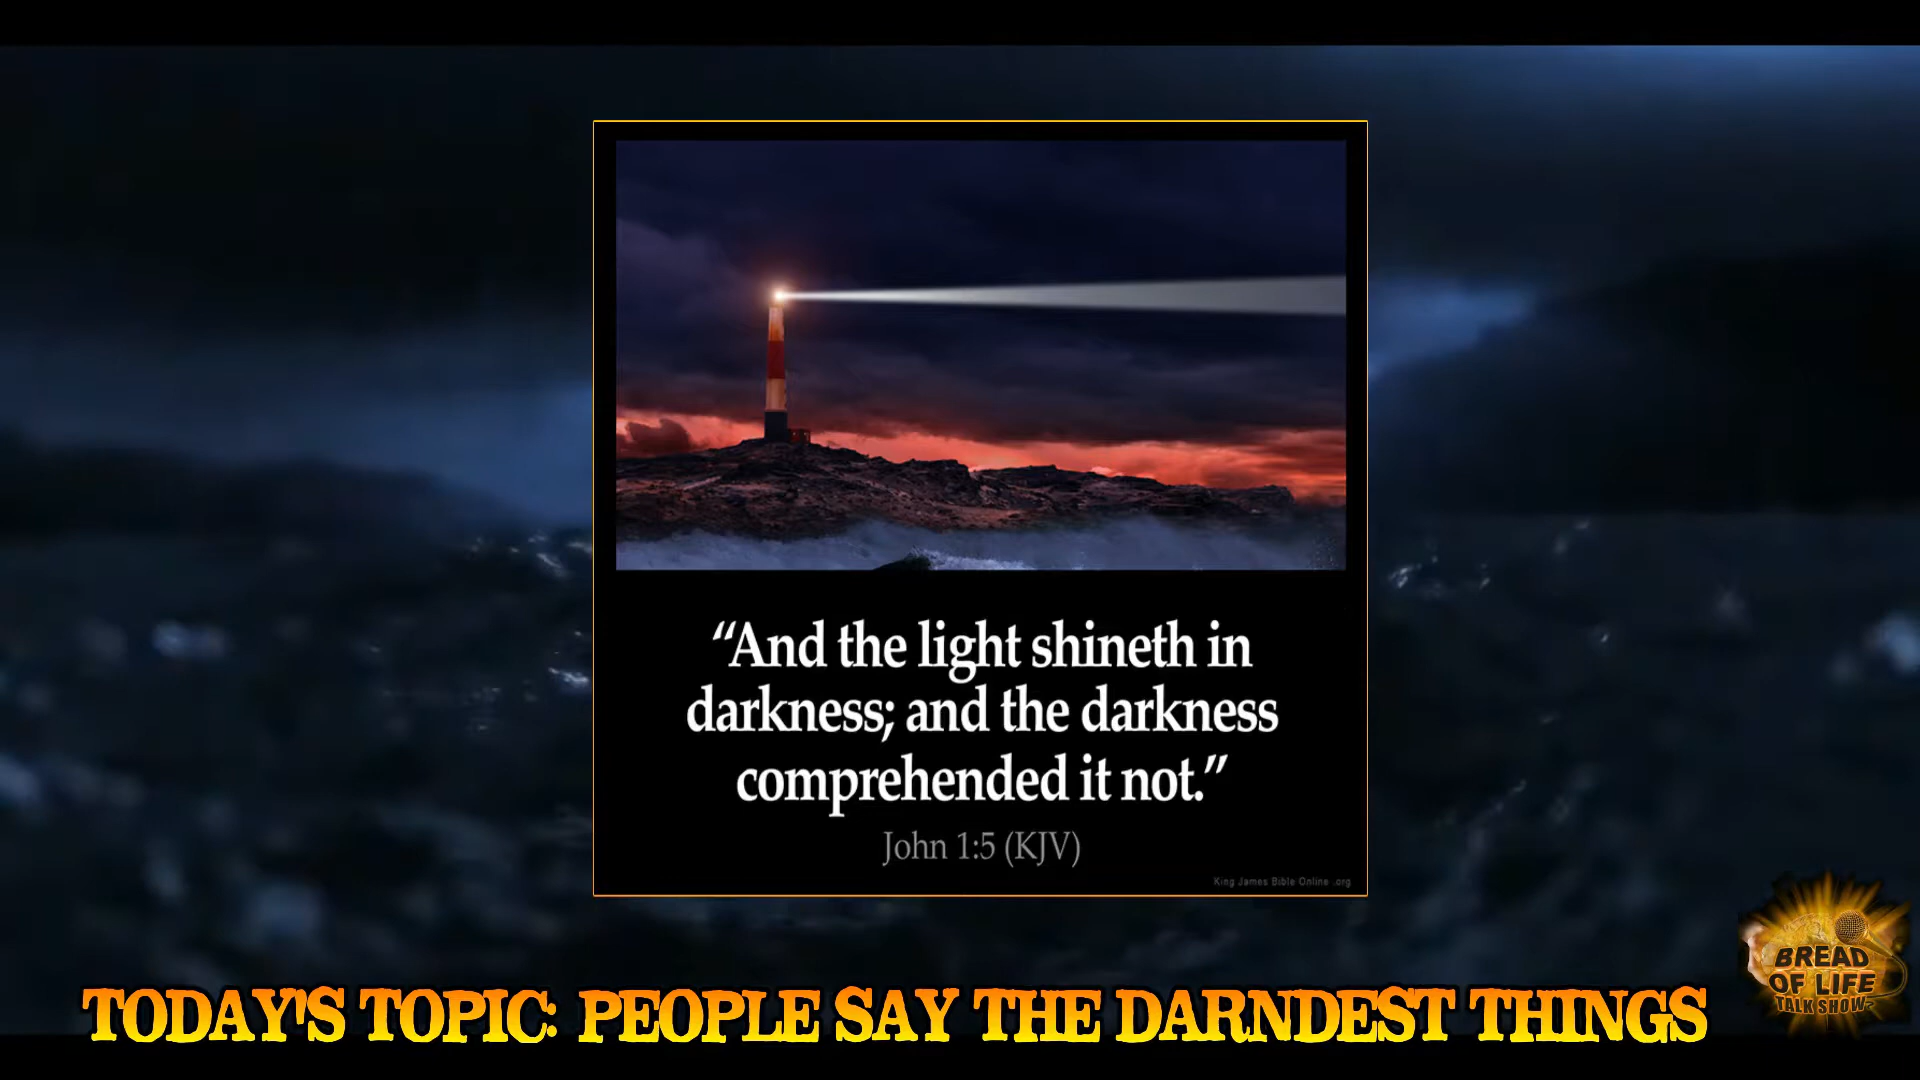 “And the light shineth in
darkness; and the darkness
comprehended it not.”
John 1:5 (KJV)
King James Bible Online .org
BREAD
OF LIFE
TALK SHOW
TODAY'S TOPIC: PEOPLE SAY THE DARNDEST THINGS